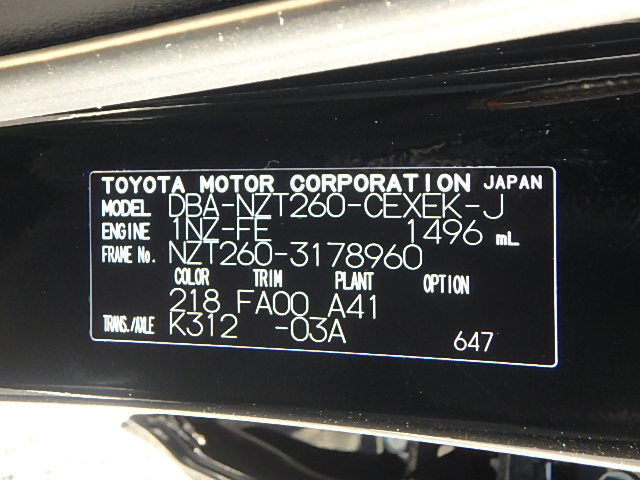 TOYOTA MOTOR CORPORATION JAPAN
MODEL DBA-NZT260-CEXEK-J
ENGINE 1NZ-FE 1496 mL
FRAME No. NZT260-3178960
COLOR TRIM PLANT OPTION
218 FA00 A41
TRANS./AXLE K312 -03A
647